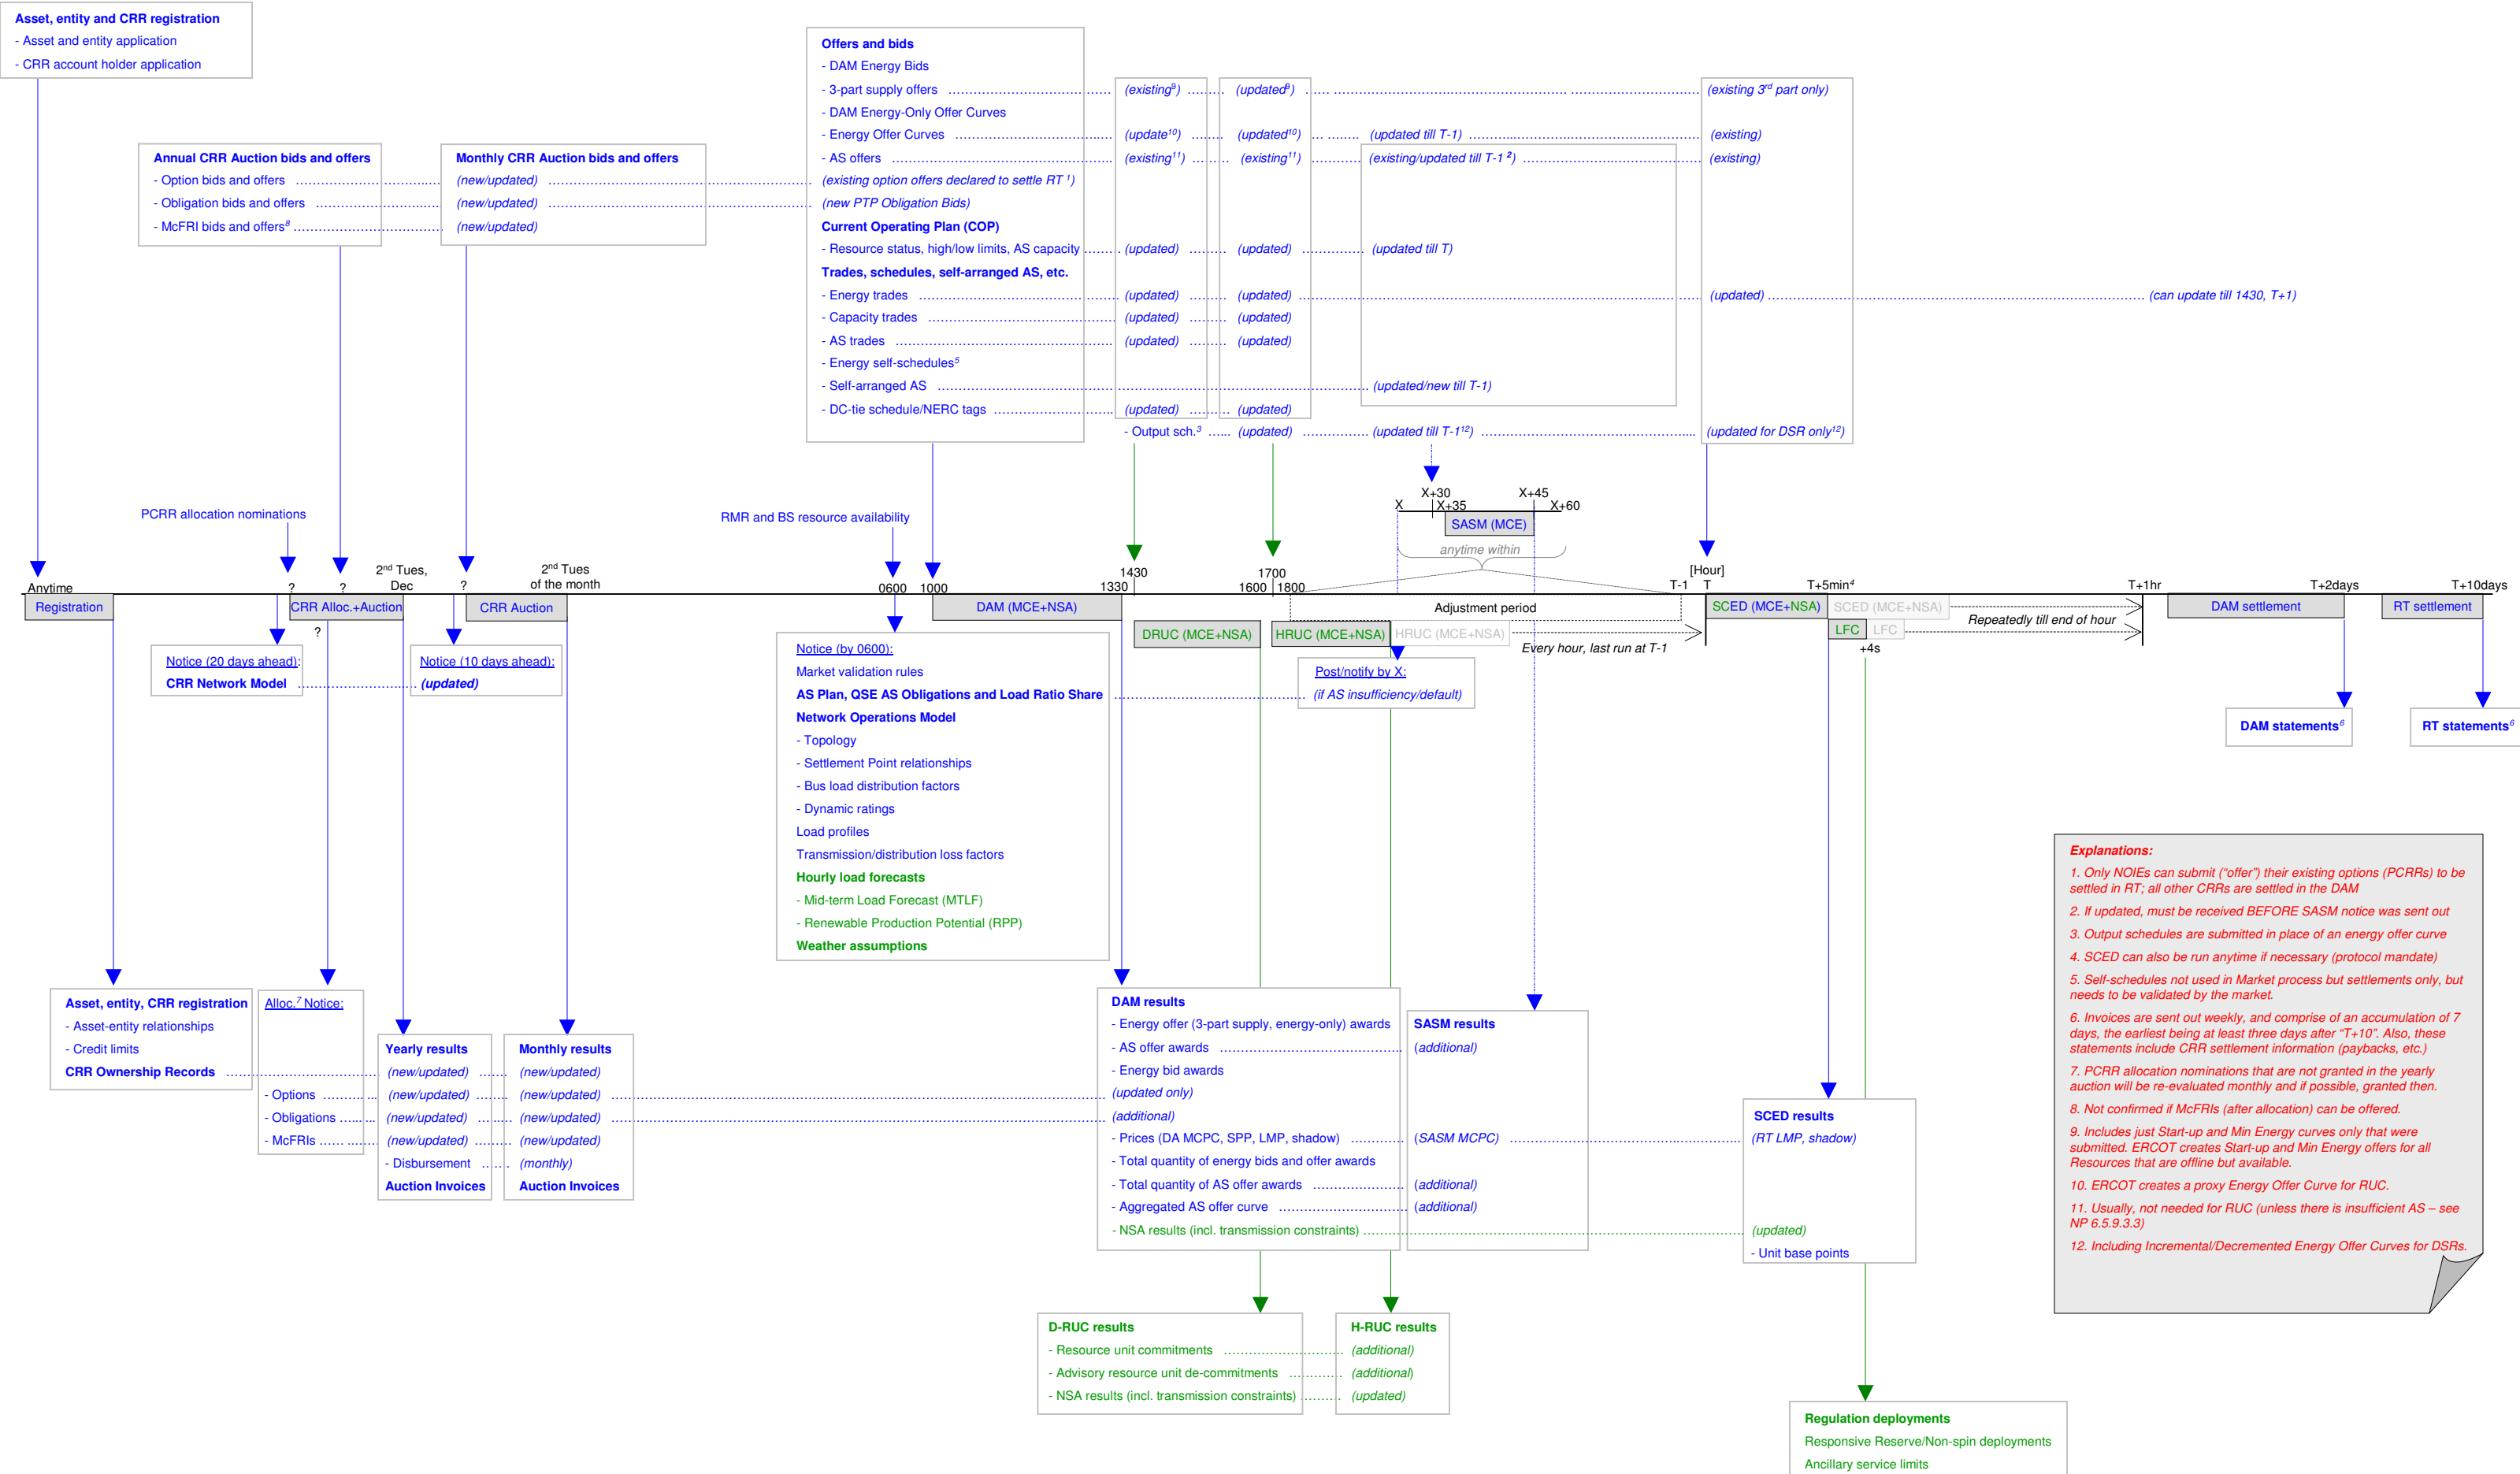 Asset, entity and CRR registration
- Asset and entity application
- CRR account holder application
Annual CRR Auction bids and offers
- Option bids and offers
- Obligation bids and offers
- McFRI bids and offers8
Monthly CRR Auction bids and offers
(new/updated)
(new/updated)
(new/updated)
Offers and bids
- DAM Energy Bids
- 3-part supply offers (existing9) (updated9) (existing 3rd part only)
- DAM Energy-Only Offer Curves
- Energy Offer Curves (update10) (updated10) (updated till T-1) (existing)
- AS offers (existing11) (existing11) (existing/updated till T-1 2) (existing)
(existing option offers declared to settle RT 1)
(new PTP Obligation Bids)
Current Operating Plan (COP)
- Resource status, high/low limits, AS capacity (updated) (updated) (updated till T)
Trades, schedules, self-arranged AS, etc.
- Energy trades (updated) (updated) (updated) (can update till 1430, T+1)
- Capacity trades (updated) (updated)
- AS trades (updated) (updated)
- Energy self-schedules5
- Self-arranged AS (updated/new till T-1)
- DC-tie schedule/NERC tags (updated) (updated)
- Output sch.3 (updated) (updated till T-112) (updated for DSR only12)
PCRR allocation nominations
RMR and BS resource availability
X X+30 X+35 X+45 X+60
SASM (MCE)
anytime within
Anytime
?
?
2nd Tues,
Dec
?
2nd Tues
of the month
0600 1000 1330 1430 1600 1700 1800
T-1
[Hour]
T
T+5min4
T+1hr
T+2days
T+10days
Registration
CRR Alloc.+Auction
CRR Auction
DAM (MCE+NSA)
Adjustment period
SCED (MCE+NSA)
SCED (MCE+NSA)
Repeatedly till end of hour
DAM settlement
RT settlement
?
DRUC (MCE+NSA)
HRUC (MCE+NSA)
HRUC (MCE+NSA)
Every hour, last run at T-1
LFC
LFC
+4s
Notice (20 days ahead):
CRR Network Model
Notice (10 days ahead):
(updated)
Notice (by 0600):
Market validation rules
AS Plan, QSE AS Obligations and Load Ratio Share
Network Operations Model
- Topology
- Settlement Point relationships
- Bus load distribution factors
- Dynamic ratings
Load profiles
Transmission/distribution loss factors
Hourly load forecasts
- Mid-term Load Forecast (MTLF)
- Renewable Production Potential (RPP)
Weather assumptions
Post/notify by X:
(if AS insufficiency/default)
DAM statements6
RT statements6
Asset, entity, CRR registration
- Asset-entity relationships
- Credit limits
CRR Ownership Records
Alloc.7 Notice:
- Options
- Obligations
- McFRIs
Yearly results
(new/updated)
(new/updated)
(new/updated)
(new/updated)
- Disbursement
Auction Invoices
Monthly results
(new/updated)
(new/updated)
(new/updated)
(new/updated)
(monthly)
Auction Invoices
DAM results
- Energy offer (3-part supply, energy-only) awards
- AS offer awards
- Energy bid awards
(updated only)
(additional)
- Prices (DA MCPC, SPP, LMP, shadow)
- Total quantity of energy bids and offer awards
- Total quantity of AS offer awards
- Aggregated AS offer curve
- NSA results (incl. transmission constraints)
SASM results
(additional)
(SASM MCPC)
(additional)
(additional)
SCED results
(RT LMP, shadow)
(updated)
- Unit base points
D-RUC results
- Resource unit commitments
- Advisory resource unit de-commitments
- NSA results (incl. transmission constraints)
H-RUC results
(additional)
(additional)
(updated)
Regulation deployments
Responsive Reserve/Non-spin deployments
Ancillary service limits
Explanations:
1. Only NOIEs can submit (“offer”) their existing options (PCRRs) to be
settled in RT; all other CRRs are settled in the DAM
2. If updated, must be received BEFORE SASM notice was sent out
3. Output schedules are submitted in place of an energy offer curve
4. SCED can also be run anytime if necessary (protocol mandate)
5. Self-schedules not used in Market process but settlements only, but
needs to be validated by the market.
6. Invoices are sent out weekly, and comprise of an accumulation of 7
days, the earliest being at least three days after “T+10”. Also, these
statements include CRR settlement information (paybacks, etc.)
7. PCRR allocation nominations that are not granted in the yearly
auction will be re-evaluated monthly and if possible, granted then.
8. Not confirmed if McFRIs (after allocation) can be offered.
9. Includes just Start-up and Min Energy curves only that were
submitted. ERCOT creates Start-up and Min Energy offers for all
Resources that are offline but available.
10. ERCOT creates a proxy Energy Offer Curve for RUC.
11. Usually, not needed for RUC (unless there is insufficient AS – see
NP 6.5.9.3.3)
12. Including Incremental/Decremented Energy Offer Curves for DSRs.